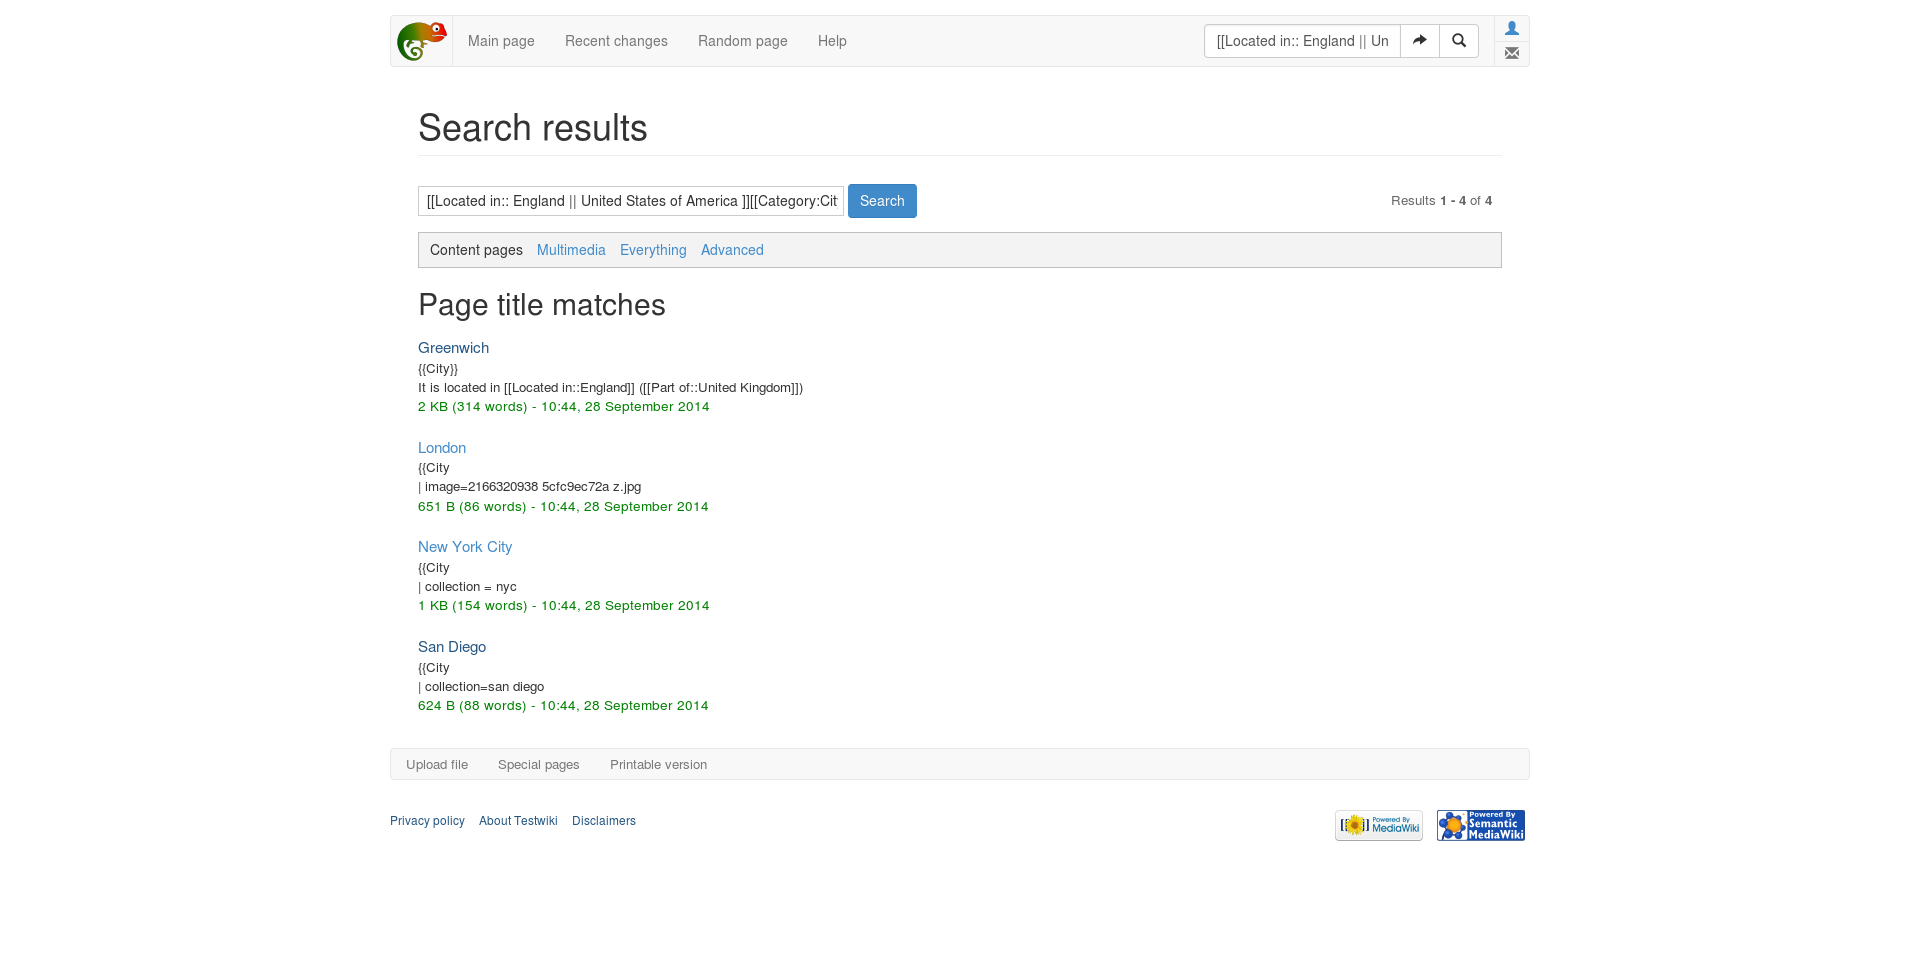 Main page Recent changes Random page Help [[Located in:: England || Un
Search results
[[Located in:: England || United States of America ]][[Category:Cit Search Results 1 - 4 of 4
Content pages Multimedia Everything Advanced
Page title matches
Greenwich
{{City}}
It is located in [[Located in::England]] ([[Part of::United Kingdom]])
2 KB (314 words) - 10:44, 28 September 2014
London
{{City
| image=2166320938 5cfc9ec72a z.jpg
651 B (86 words) - 10:44, 28 September 2014
New York City
{{City
| collection = nyc
1 KB (154 words) - 10:44, 28 September 2014
San Diego
{{City
| collection=san diego
624 B (88 words) - 10:44, 28 September 2014
Upload file Special pages Printable version
Privacy policy About Testwiki Disclaimers
Powered By
MediaWiki
Powered By
Semantic
MediaWiki